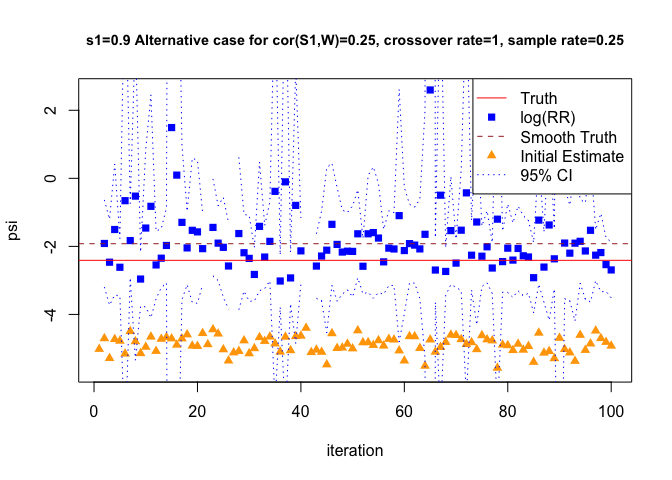 s1=0.9 Alternative case for cor(S1,W)=0.25, crossover rate=1, sample rate=0.25
Truth
log(RR)
Smooth Truth
Initial Estimate
95% CI
psi
2
0
-2
-4
0
20
40
60
80
100
iteration